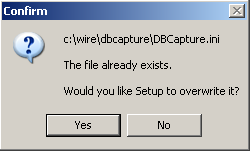 Confirm
c:\wire\dbcapture\DBCapture.ini
The file already exists.
Would you like Setup to overwrite it?
Yes
No